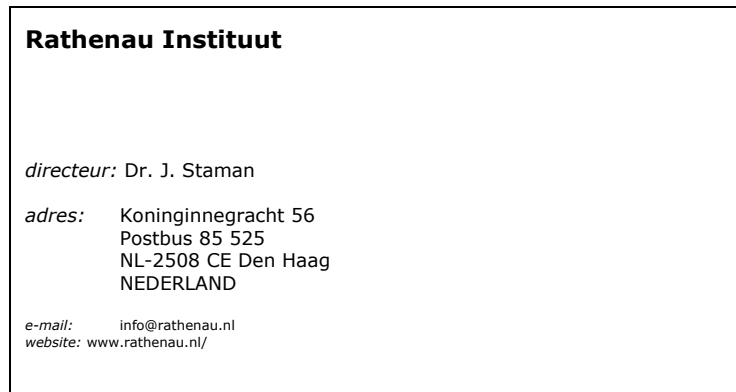 Rathenau Instituut
directeur: Dr. J. Staman
adres: Koninginnegracht 56
Postbus 85 525
NL-2508 CE Den Haag
NEDERLAND
e-mail: info@rathenau.nl
website: www.rathenau.nl/